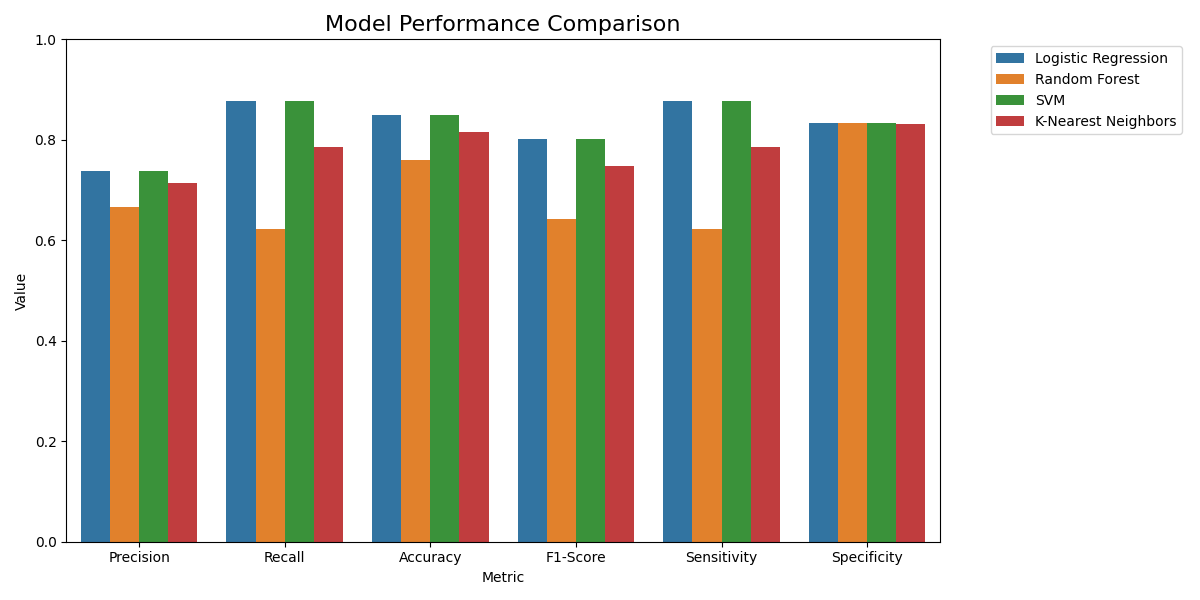 Model Performance Comparison
Logistic Regression
Random Forest
SVM
K-Nearest Neighbors
Value
1.0
0.8
0.6
0.4
0.2
0.0
Precision Recall Accuracy F1-Score Sensitivity Specificity
Metric